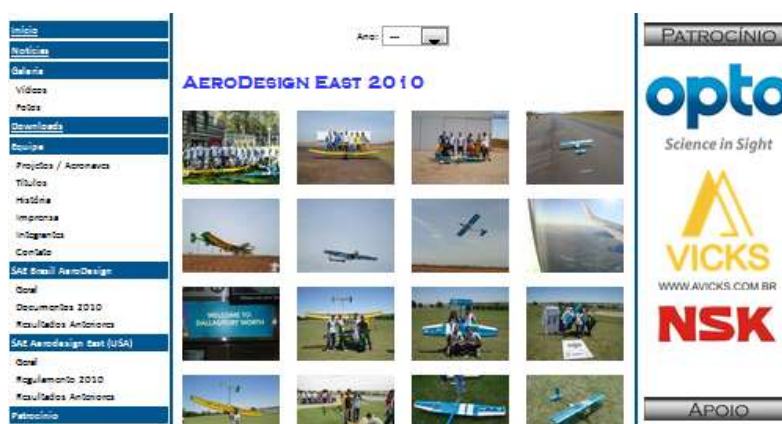 Início
Notícias
Galeria
Vídeos
Fotos
Downloads
Equipe
Projetos / Aeronaves
Títulos
História
Imprensa
Integrantes
Contato
SAE Brasil AeroDesign
Geral
Documentos 2010
Resultados Anteriores
SAE Aerodesign East (USA)
Geral
Regulamento 2010
Resultados Anteriores
Patrocínio
Ano: ---
AeroDesign East 2010
WELCOME TO
DALLAS/FORT WORTH
opto
Patrocínio
opto
Science in Sight
VICKS
WWW.AVICKS.COM.BR
NSK
Apoio